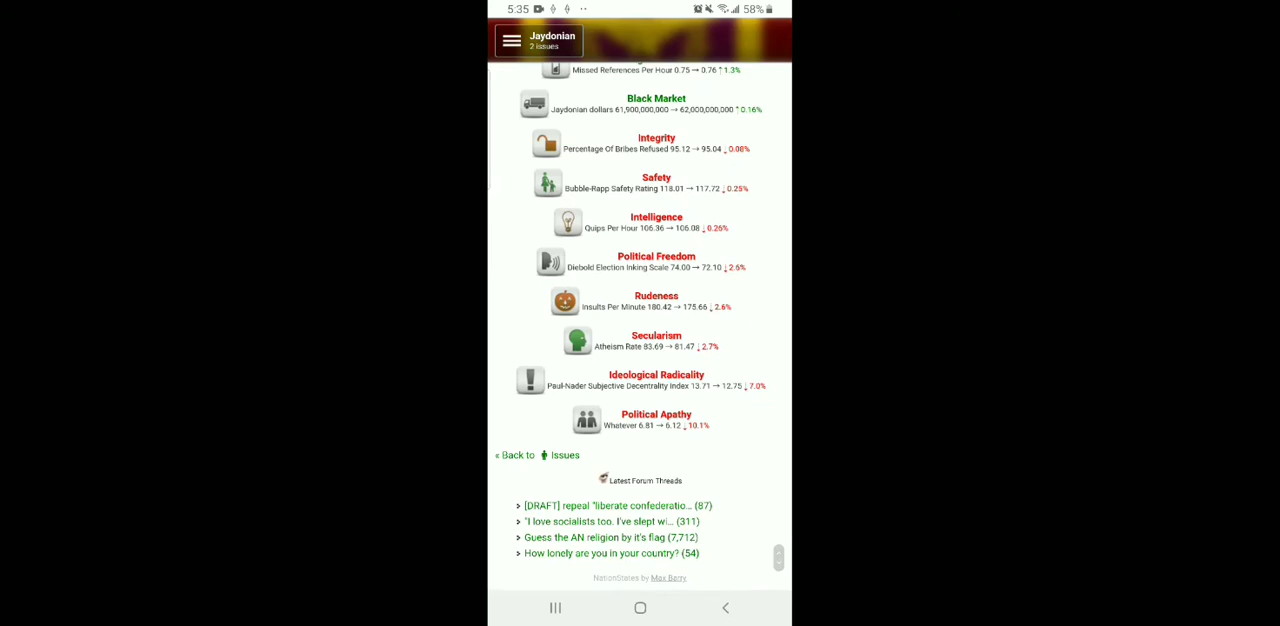 5:35
58%
Jaydonian
2 issues
Missed References Per Hour 0.75 → 0.76 ↑1.3%
Black Market
Jaydonian dollars 61,900,000,000 → 62,000,000,000 ↑0.16%
Integrity
Percentage Of Bribes Refused 95.12 → 95.04 ↓0.08%
Safety
Bubble-Rapp Safety Rating 118.01 → 117.72 ↓0.25%
Intelligence
Quips Per Hour 106.36 → 106.08 ↓0.26%
Political Freedom
Diebold Election Inking Scale 74.00 → 72.10 ↓2.6%
Rudeness
Insults Per Minute 180.42 → 175.66 ↓2.6%
Secularism
Atheism Rate 83.69 → 81.47 ↓2.7%
Ideological Radicality
Paul-Nader Subjective Decentrality Index 13.71 → 12.75 ↓7.0%
Political Apathy
Whatever 6.81 → 6.12 ↓10.1%
« Back to Issues
Latest Forum Threads
[DRAFT] repeal "liberate confederatio... (87)
"I love socialists too. I've slept wi... (311)
Guess the AN religion by it's flag (7,712)
How lonely are you in your country? (54)
NationStates by Max Barry